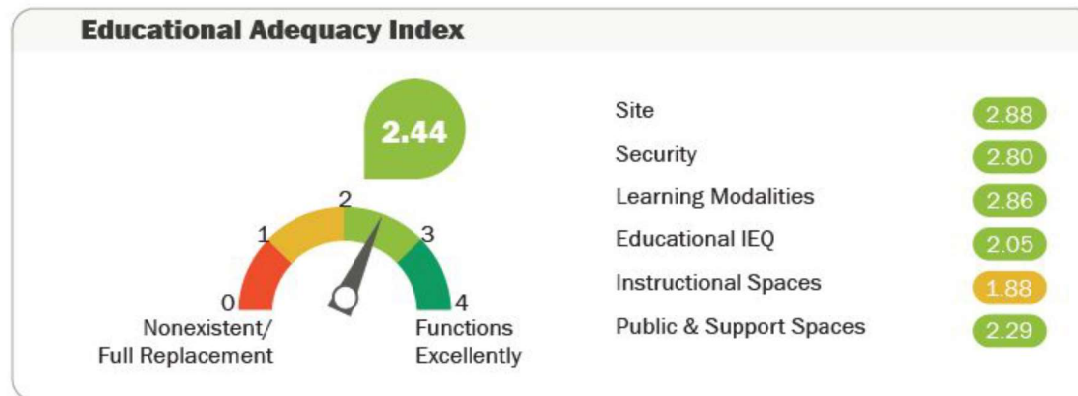 Educational Adequacy Index
2.44
0
1
2
3
4
Nonexistent/
Full Replacement
Functions
Excellently
Site 2.88
Security 2.80
Learning Modalities 2.86
Educational IEQ 2.05
Instructional Spaces 1.88
Public & Support Spaces 2.29